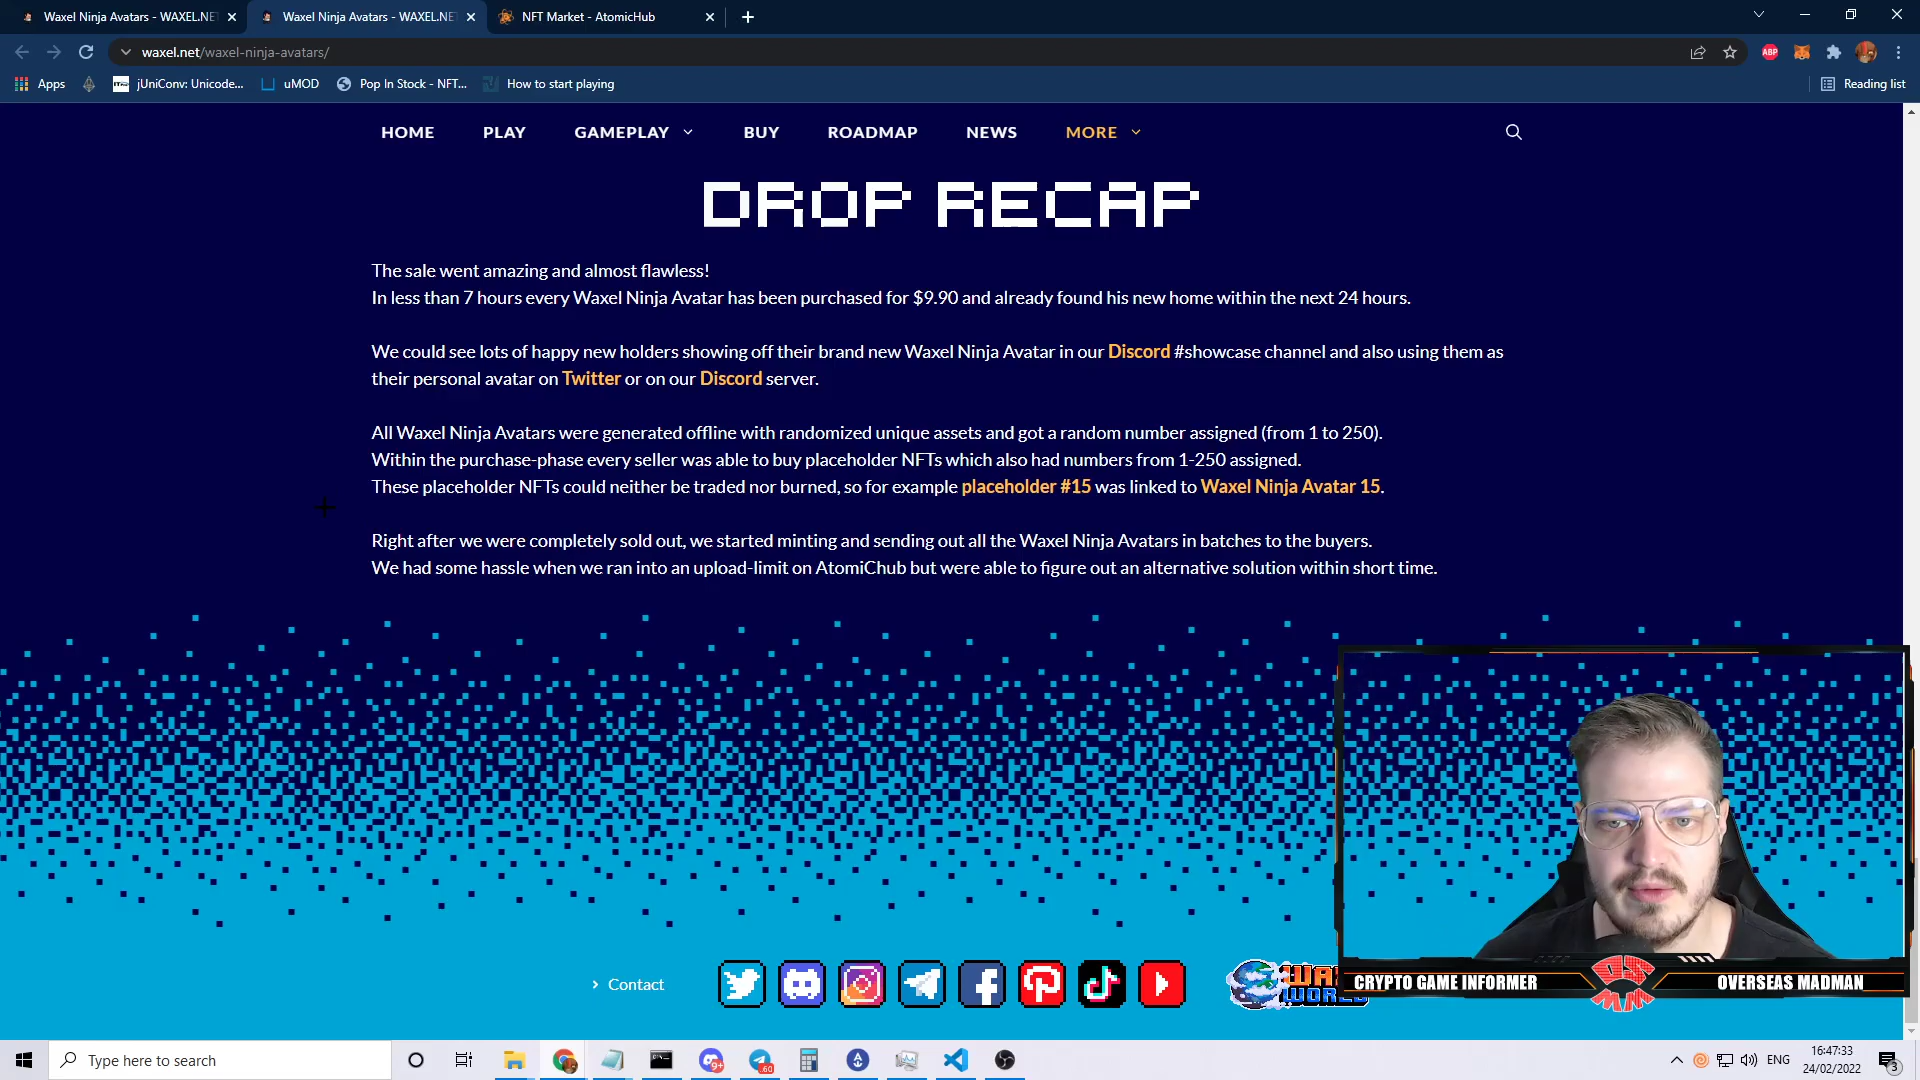 Waxel Ninja Avatars - WAXEL.NE
Waxel Ninja Avatars - WAXEL.NE
NFT Market - AtomicHub
waxel.net/waxel-ninja-avatars/
ABP
Apps
jUniConv: Unicode...
uMOD
Pop In Stock - NFT...
How to start playing
Reading list
HOME PLAY GAMEPLAY BUY ROADMAP NEWS MORE
DROP RECAP
The sale went amazing and almost flawless!
In less than 7 hours every Waxel Ninja Avatar has been purchased for $9.90 and already found his new home within the next 24 hours.
We could see lots of happy new holders showing off their brand new Waxel Ninja Avatar in our Discord #showcase channel and also using them as
their personal avatar on Twitter or on our Discord server.
All Waxel Ninja Avatars were generated offline with randomized unique assets and got a random number assigned (from 1 to 250).
Within the purchase-phase every seller was able to buy placeholder NFTs which also had numbers from 1-250 assigned.
These placeholder NFTs could neither be traded nor burned, so for example placeholder #15 was linked to Waxel Ninja Avatar 15.
Right after we were completely sold out, we started minting and sending out all the Waxel Ninja Avatars in batches to the buyers.
We had some hassle when we ran into an upload-limit on AtomiChub but were able to figure out an alternative solution within short time.
Contact
CRYPTO GAME INFORMER
OVERSEAS MADMAN
Type here to search
9+
.60
ENG
16:47:33
24/02/2022
3